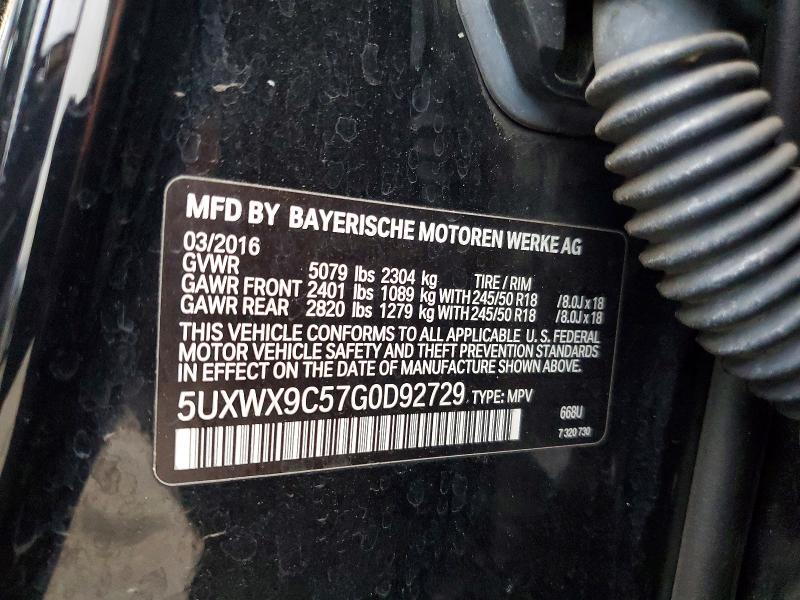 MFD BY BAYERISCHE MOTOREN WERKE AG
03/2016
GVWR 5079 lbs 2304 kg TIRE / RIM
GAWR FRONT 2401 lbs 1089 kg WITH 245/50 R18 /8.0J x 18
GAWR REAR 2820 lbs 1279 kg WITH 245/50 R18 /8.0J x 18
THIS VEHICLE CONFORMS TO ALL APPLICABLE U.S. FEDERAL
MOTOR VEHICLE SAFETY AND THEFT PREVENTION STANDARDS
IN EFFECT ON THE DATE OF MANUFACTURE SHOWN ABOVE.
5UXWX9C57G0D92729 TYPE: MPV
668U
7 320 730